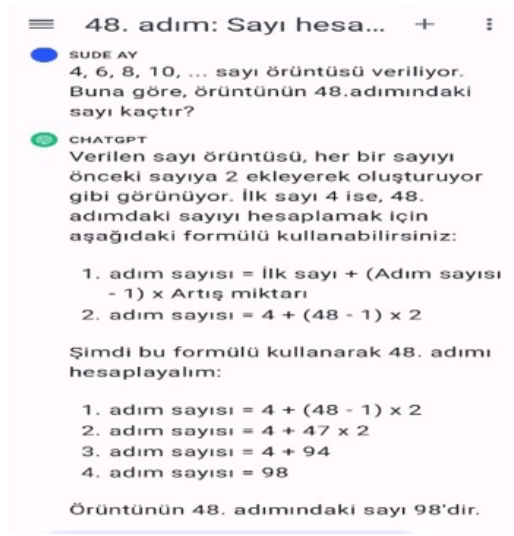 48. adım: Sayı hesa... +
SUDE AY
4, 6, 8, 10, ... sayı örüntüsü veriliyor.
Buna göre, örüntünün 48.adımındaki
sayı kaçtır?
CHATGPT
Verilen sayı örüntüsü, her bir sayıyı
önceki sayıya 2 ekleyerek oluşturuyor
gibi görünüyor. İlk sayı 4 ise, 48.
adımdaki sayıyı hesaplamak için
aşağıdaki formülü kullanabilirsiniz:
1. adım sayısı = İlk sayı + (Adım sayısı
- 1) x Artış miktarı
2. adım sayısı = 4 + (48 - 1) x 2
Şimdi bu formülü kullanarak 48. adımı
hesaplayalım:
1. adım sayısı = 4 + (48 - 1) x 2
2. adım sayısı = 4 + 47 x 2
3. adım sayısı = 4 + 94
4. adım sayısı = 98
Örüntünün 48. adımındaki sayı 98'dir.